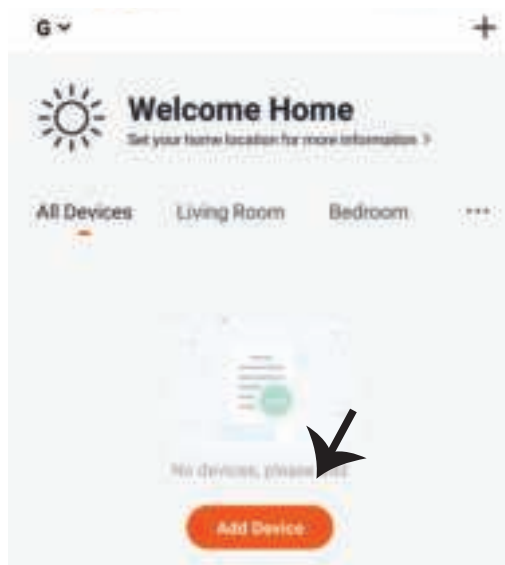 G
Welcome Home
Set your home location for more information >
All Devices Living Room Bedroom ...
No devices, please
Add Device